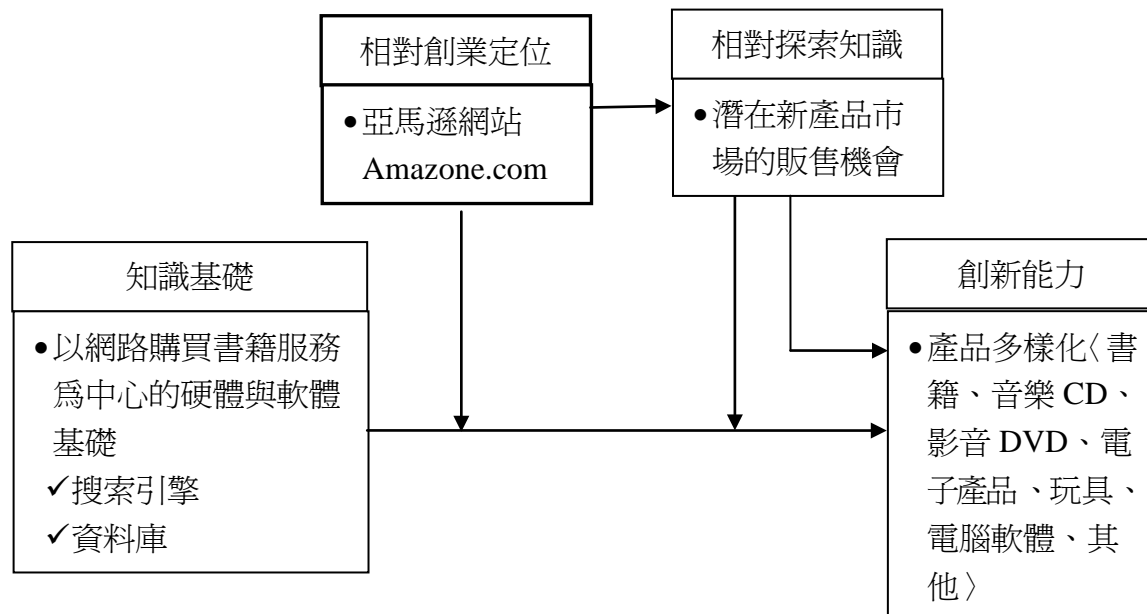 相對創業定位
•亞馬遜網站
Amazone.com
相對探索知識
•潛在新產品市
場的販售機會
知識基礎
•以網路購買書籍服務
為中心的硬體與軟體
基礎
✓搜索引擎
✓資料庫
創新能力
•產品多樣化〈書
籍、音樂 CD、
影音 DVD、電
子產品、玩具、
電腦軟體、其
他〉